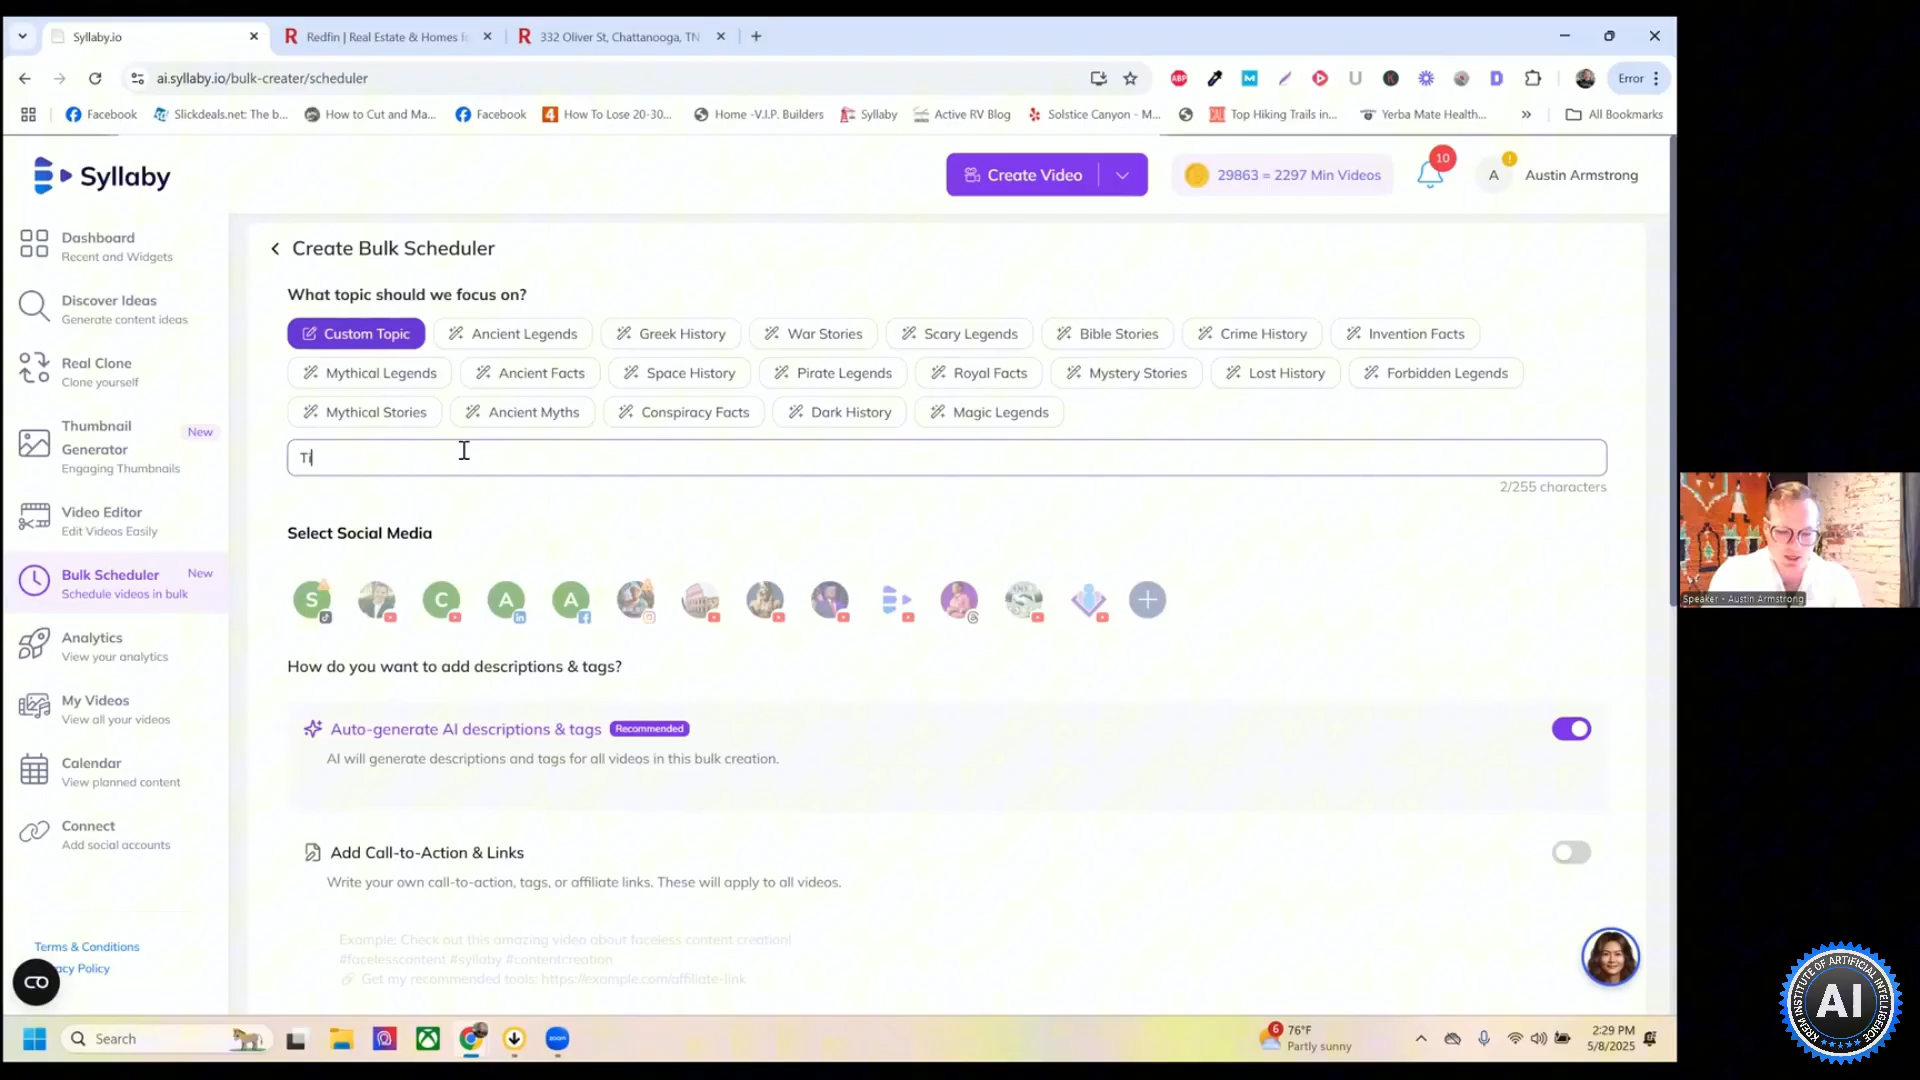 Syllaby.io
Redfin | Real Estate & Homes fo
332 Oliver St, Chattanooga, TN
ai.syllaby.io/bulk-creater/scheduler
ABP
Error
Facebook
Slickdeals.net: The b...
How to Cut and Ma...
Facebook
How To Lose 20-30...
Home -V.I.P. Builders
Syllaby
Active RV Blog
Solstice Canyon - M...
Top Hiking Trails in...
Yerba Mate Health...
All Bookmarks
Syllaby
Create Video
29863 = 2297 Min Videos
10
A
Austin Armstrong
Dashboard
Recent and Widgets
Discover Ideas
Generate content ideas
Real Clone
Clone yourself
Thumbnail
Generator
New
Engaging Thumbnails
Video Editor
Edit Videos Easily
Bulk Scheduler
New
Schedule videos in bulk
Analytics
View your analytics
My Videos
View all your videos
Calendar
View planned content
Connect
Add social accounts
Terms & Conditions
acy Policy
Create Bulk Scheduler
What topic should we focus on?
Custom Topic
Ancient Legends
Greek History
War Stories
Scary Legends
Bible Stories
Crime History
Invention Facts
Mythical Legends
Ancient Facts
Space History
Pirate Legends
Royal Facts
Mystery Stories
Lost History
Forbidden Legends
Mythical Stories
Ancient Myths
Conspiracy Facts
Dark History
Magic Legends
Ti
2/255 characters
Select Social Media
S
C
A
A
How do you want to add descriptions & tags?
Auto-generate AI descriptions & tags
Recommended
AI will generate descriptions and tags for all videos in this bulk creation.
Add Call-to-Action & Links
Write your own call-to-action, tags, or affiliate links. These will apply to all videos.
Example: Check out this amazing video about faceless content creation!
#facelesscontent #syllaby #contentcreation
Get my recommended tools: https://example.com/affiliate-link
Speaker - Austin Armstrong
Search
zoom
6
76°F
Partly sunny
2:29 PM
5/8/2025
KREM INSTITUTE OF ARTIFICIAL INTELLIGENCE
AI